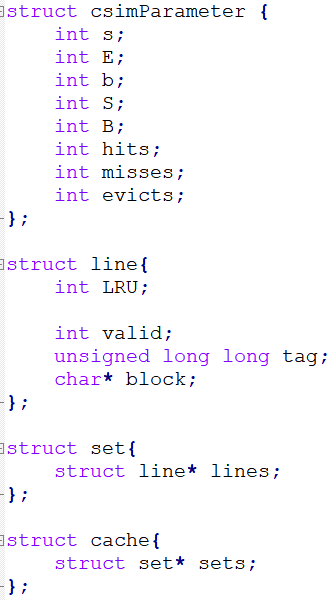 struct csimParameter {
    int s;
    int E;
    int b;
    int S;
    int B;
    int hits;
    int misses;
    int evicts;
};
struct line{
    int LRU;
    int valid;
    unsigned long long tag;
    char* block;
};
struct set{
    struct line* lines;
};
struct cache{
    struct set* sets;
};